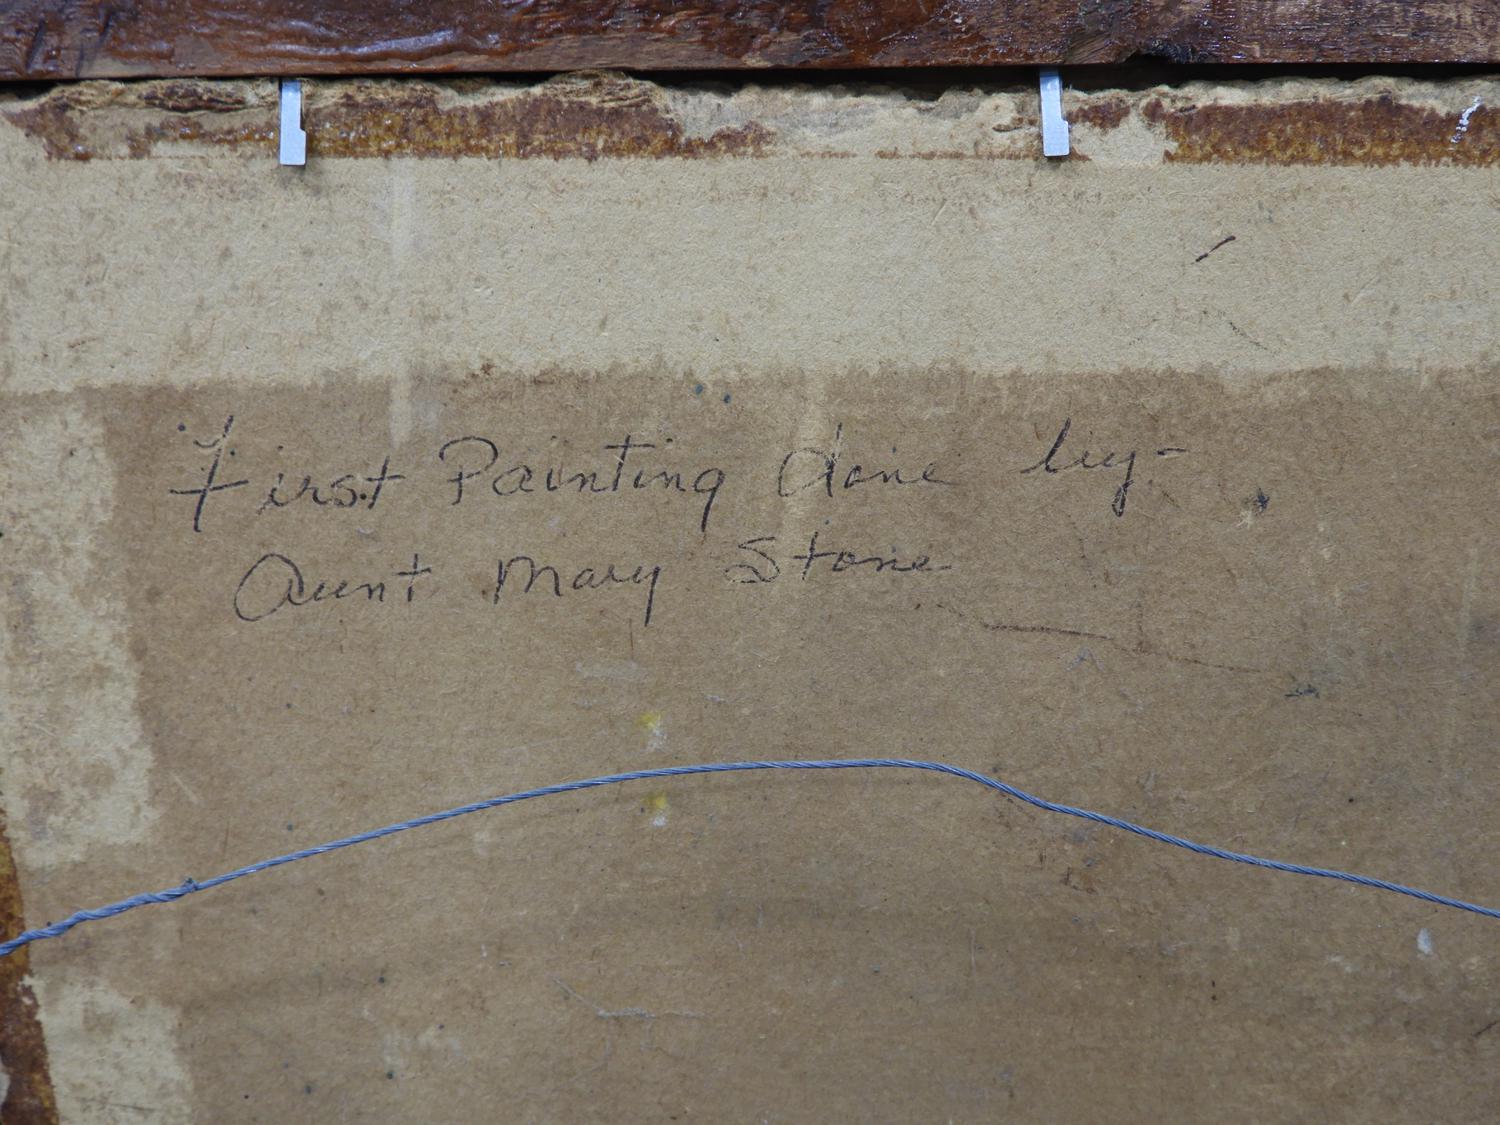 First Painting done by-
Aunt Mary Stone